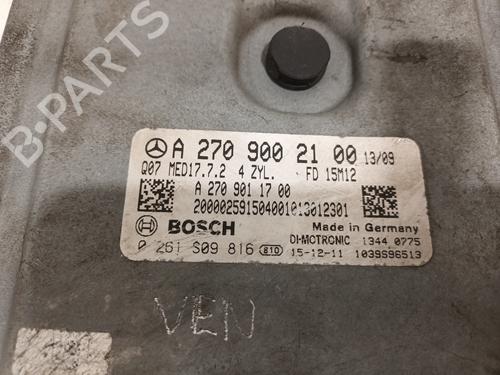 B-PARTS
A 270 900 21 00 13/09
Q07 MED17.7.2 4 ZYL. FD 15M12
A 270 901 17 00
200002591504001013012301
BOSCH Made in Germany
0 261 S09 816 810 DI-MOTRONIC 1344 0775
15-12-11 1039S96513
VEN